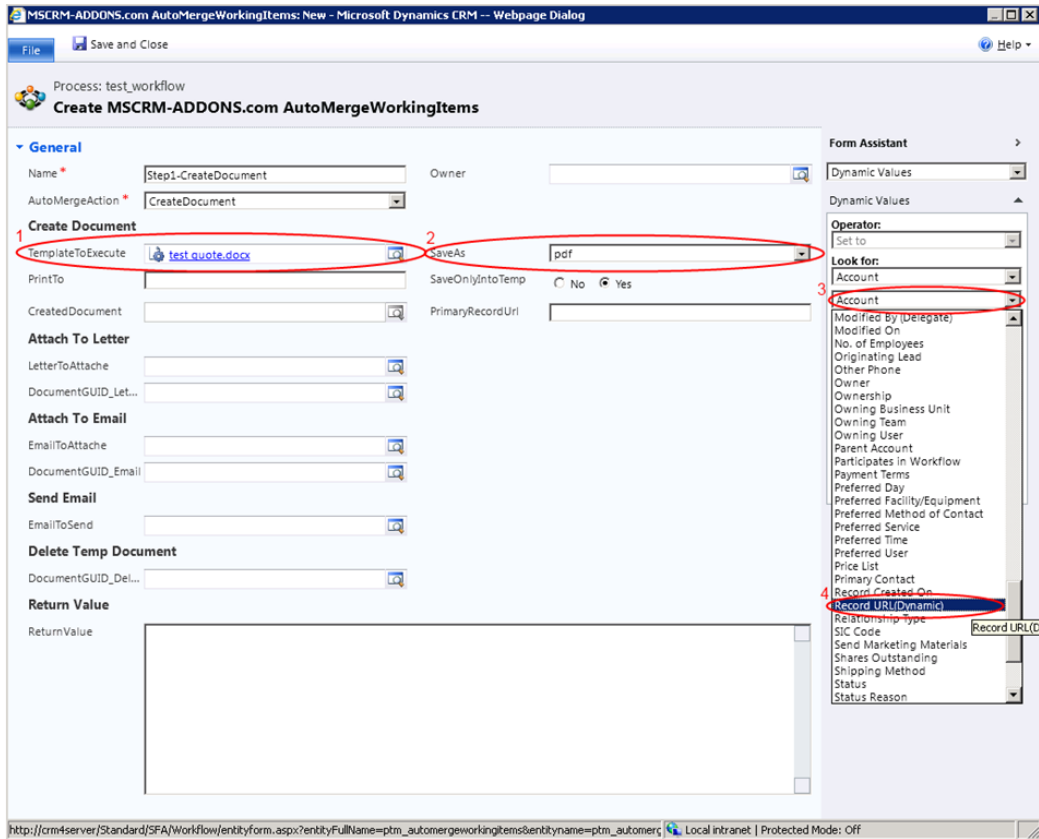 MSCRM-ADDONS.com AutoMergeWorkingItems: New - Microsoft Dynamics CRM -- Webpage Dialog
File Save and Close Help
Process: test_workflow
Create MSCRM-ADDONS.com AutoMergeWorkingItems
General
Name * Step1-CreateDocument Owner
AutoMergeAction * CreateDocument
Create Document
1 2
TemplateToExecute test quote.docx SaveAs pdf
PrintTo SaveOnlyIntoTemp No Yes
CreatedDocument PrimaryRecordUrl
Attach To Letter
LetterToAttache
DocumentGUID_Let...
Attach To Email
EmailToAttache
DocumentGUID_Email
Send Email
EmailToSend
Delete Temp Document
DocumentGUID_Del...
Return Value
ReturnValue
Form Assistant
Dynamic Values
Dynamic Values
Operator:
Set to
Look for:
Account
3 Account
Modified By (Delegate)
Modified On
No. of Employees
Originating Lead
Other Phone
Owner
Ownership
Owning Business Unit
Owning Team
Owning User
Parent Account
Participates in Workflow
Payment Terms
Preferred Day
Preferred Facility/Equipment
Preferred Method of Contact
Preferred Service
Preferred Time
Preferred User
Price List
Primary Contact
Record Created On
4 Record URL(Dynamic)
Relationship Type
Record URL(D
SIC Code
Send Marketing Materials
Shares Outstanding
Shipping Method
Status
Status Reason
http://crm4server/Standard/SFA/Workflow/entityform.aspx?entityFullName=ptm_automergeworkingitems&entityname=ptm_automerg Local intranet | Protected Mode: Off